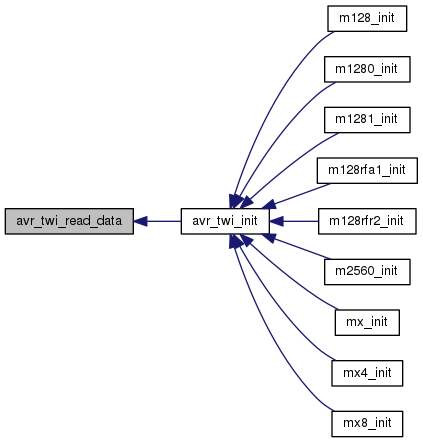 m128_init
m1280_init
m1281_init
m128rfa1_init
avr_twi_read_data
avr_twi_init
m128rfr2_init
m2560_init
mx_init
mx4_init
mx8_init